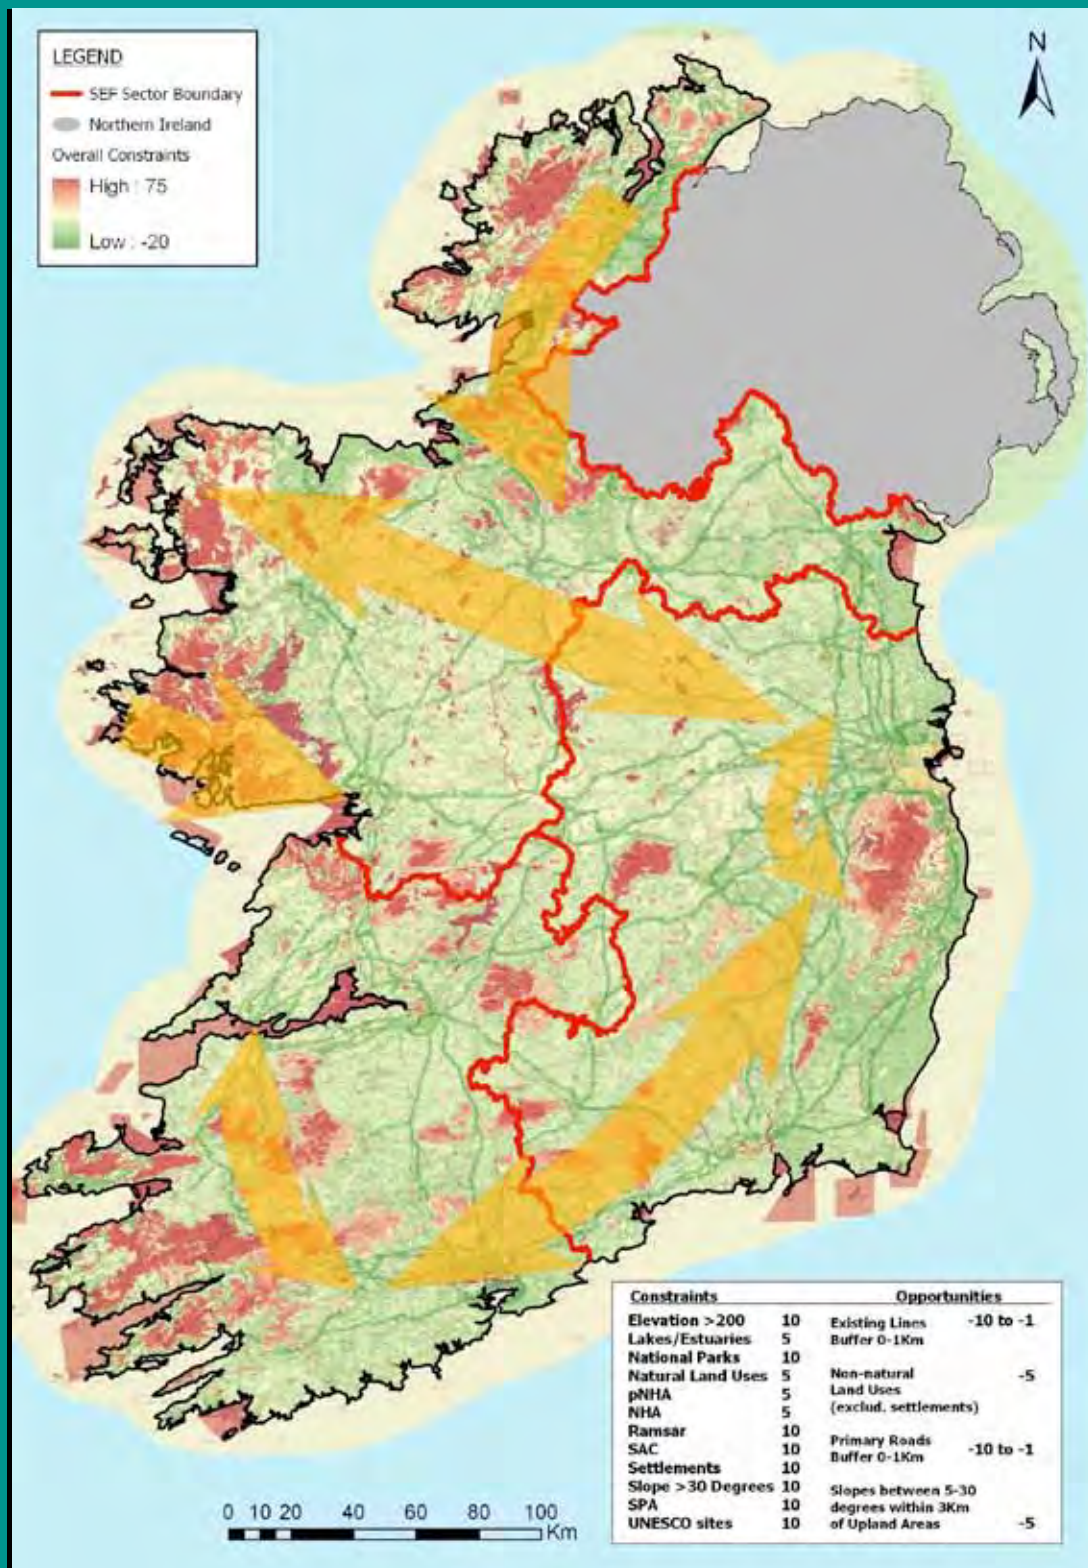 LEGEND
SEF Sector Boundary
Northern Ireland
Overall Constraints
High : 75
Low : -20
N
Constraints Opportunities
Elevation >200 10 Existing Lines -10 to -1
Lakes/Estuaries 5 Buffer 0-1Km
National Parks 10
Natural Land Uses 5 Non-natural -5
pNHA 5 Land Uses
NHA 5 (exclud. settlements)
Ramsar 10
SAC 10 Primary Roads -10 to -1
Settlements 10 Buffer 0-1Km
Slope >30 Degrees 10 Slopes between 5-30
SPA 10 degrees within 3Km
UNESCO sites 10 of Upland Areas -5
0 10 20 40 60 80 100
Km